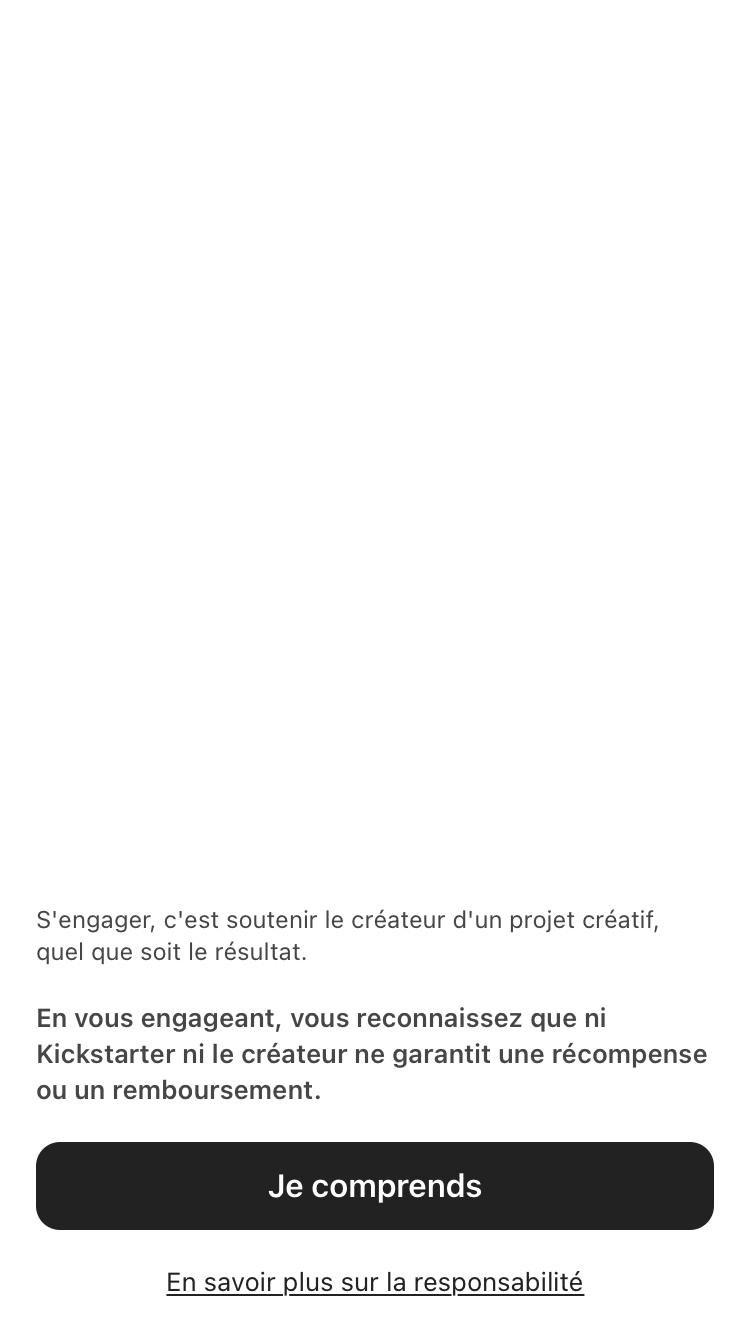 S'engager, c'est soutenir le créateur d'un projet créatif,
quel que soit le résultat.
En vous engageant, vous reconnaissez que ni
Kickstarter ni le créateur ne garantit une récompense
ou un remboursement.
Je comprends
En savoir plus sur la responsabilité